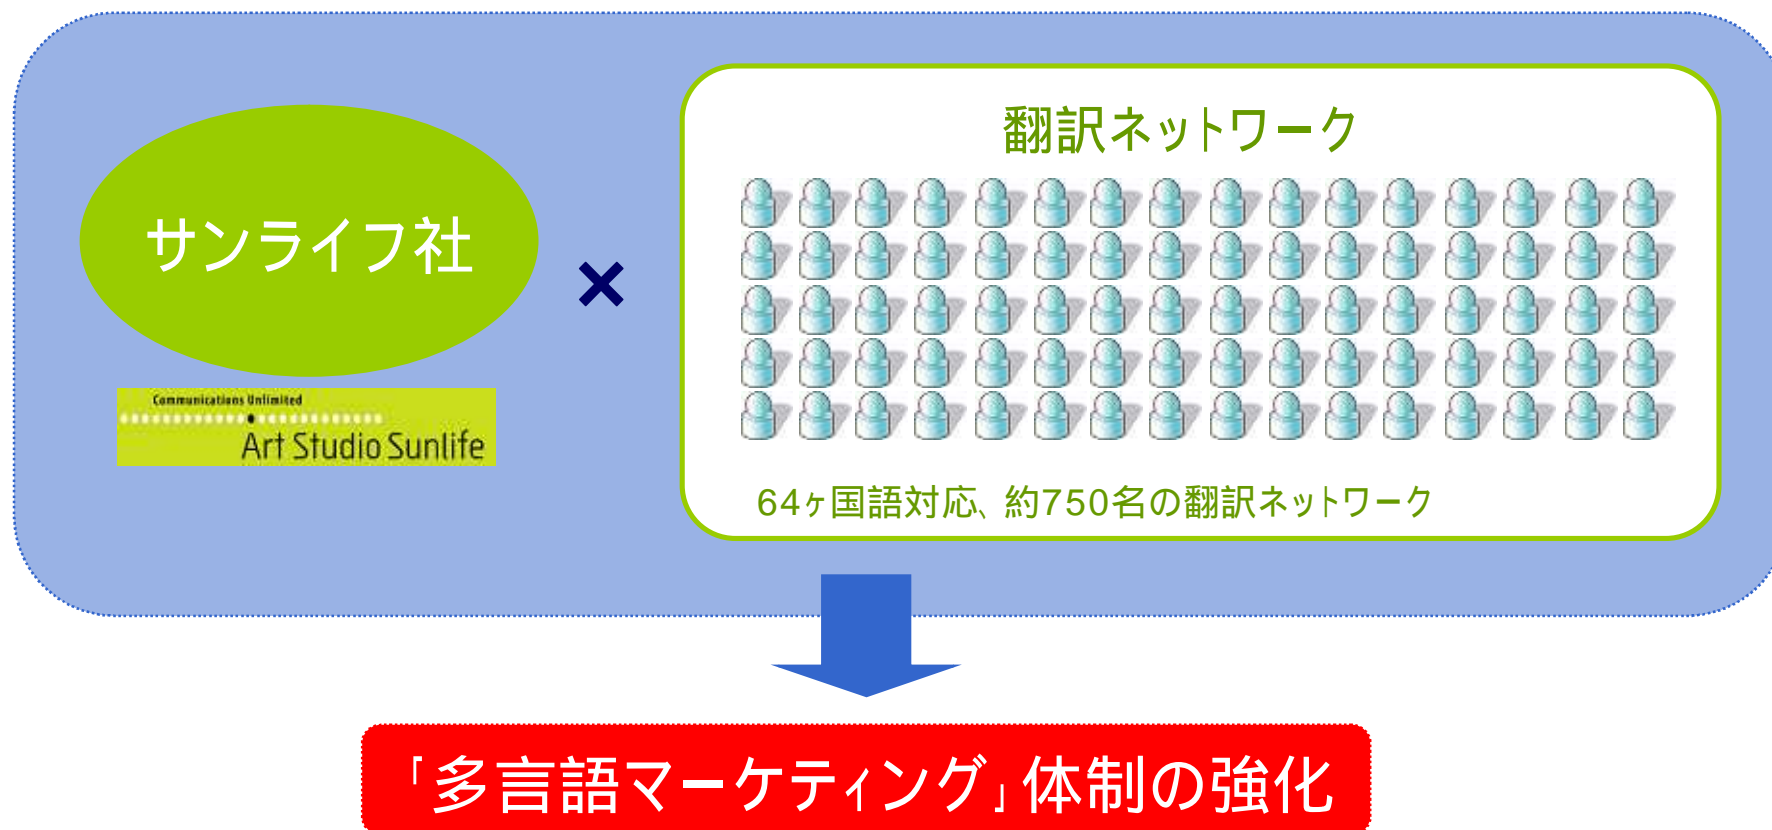 翻訳ネットワーク
サンライフ社
×
Communications Unlimited
Art Studio Sunlife
64ヶ国語対応、約750名の翻訳ネットワーク
「多言語マーケティング」体制の強化